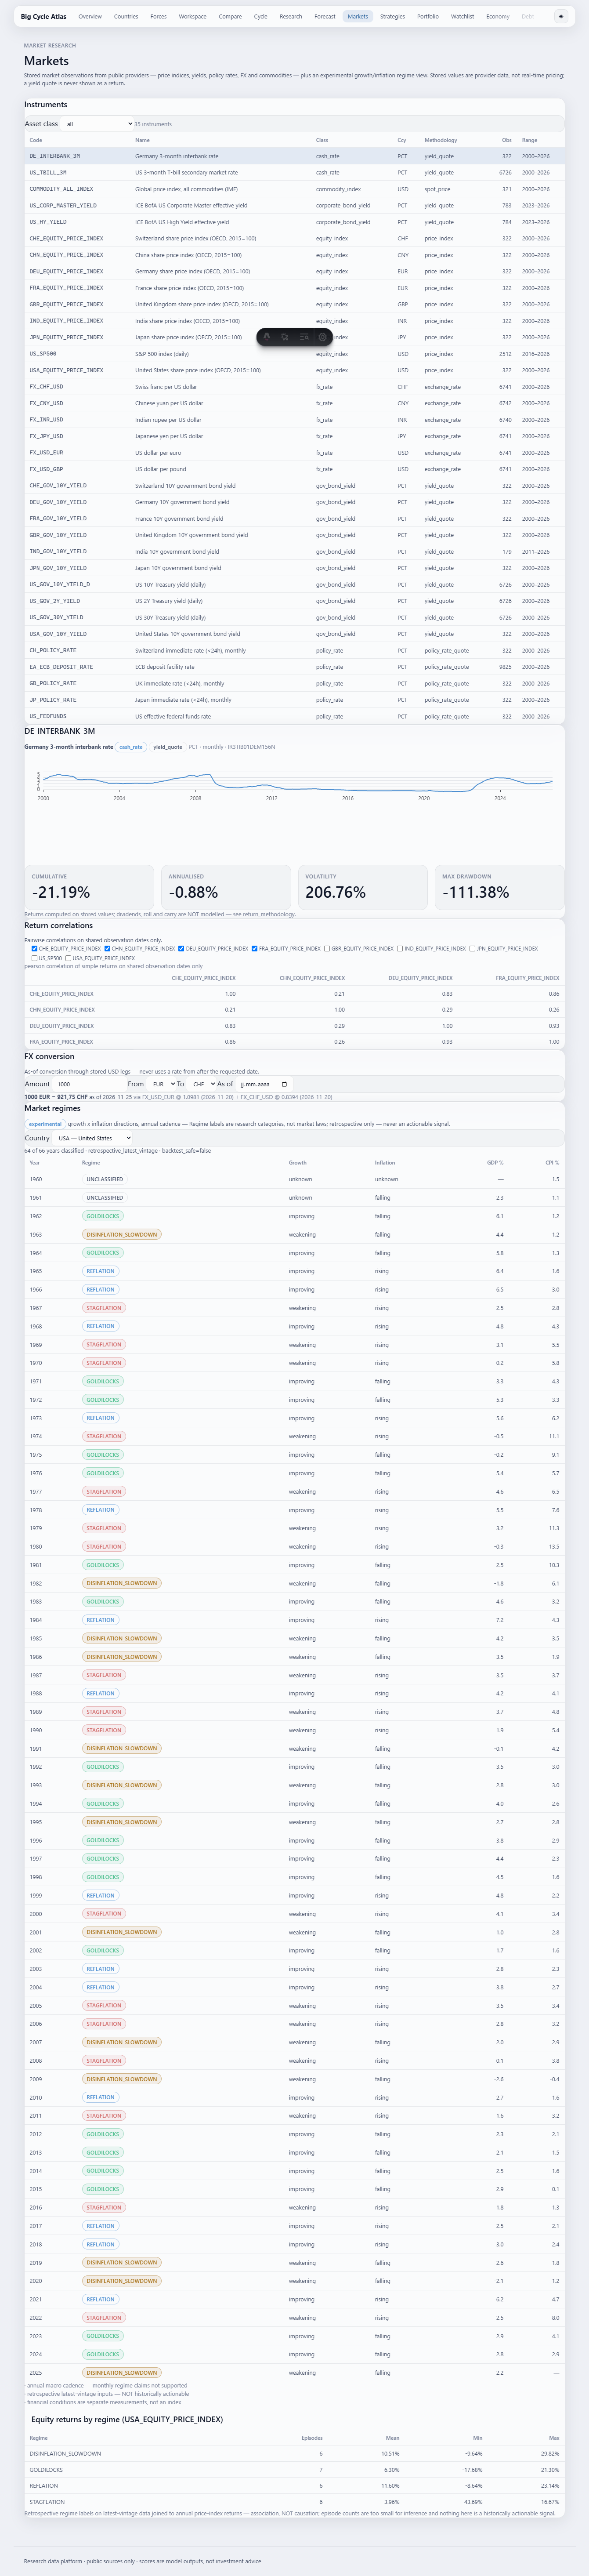 Big Cycle Atlas Overview Countries Forces Workspace Compare Cycle Research Forecast Markets Strategies Portfolio Watchlist Economy Debt
MARKET RESEARCH
Markets
Stored market observations from public providers — price indices, yields, policy rates, FX and commodities — plus an experimental growth/inflation regime view. Stored values are provider data, not real-time pricing;
a yield quote is never shown as a return.
Instruments
Asset class all 35 instruments
Code Name Class Ccy Methodology Obs Range
DE_INTERBANK_3M Germany 3-month interbank rate cash_rate PCT yield_quote 322 2000–2026
US_TBILL_3M US 3-month T-bill secondary market rate cash_rate PCT yield_quote 6726 2000–2026
COMMODITY_ALL_INDEX Global price index, all commodities (IMF) commodity_index USD spot_price 321 2000–2026
US_CORP_MASTER_YIELD ICE BofA US Corporate Master effective yield corporate_bond_yield PCT yield_quote 783 2023–2026
US_HY_YIELD ICE BofA US High Yield effective yield corporate_bond_yield PCT yield_quote 784 2023–2026
CHE_EQUITY_PRICE_INDEX Switzerland share price index (OECD, 2015=100) equity_index CHF price_index 322 2000–2026
CHN_EQUITY_PRICE_INDEX China share price index (OECD, 2015=100) equity_index CNY price_index 322 2000–2026
DEU_EQUITY_PRICE_INDEX Germany share price index (OECD, 2015=100) equity_index EUR price_index 322 2000–2026
FRA_EQUITY_PRICE_INDEX France share price index (OECD, 2015=100) equity_index EUR price_index 322 2000–2026
GBR_EQUITY_PRICE_INDEX United Kingdom share price index (OECD, 2015=100) equity_index GBP price_index 322 2000–2026
IND_EQUITY_PRICE_INDEX India share price index (OECD, 2015=100) equity_index INR price_index 322 2000–2026
JPN_EQUITY_PRICE_INDEX Japan share price index (OECD, 2015=100) _index JPY price_index 322 2000–2026
US_SP500 S&P 500 index (daily) equity_index USD price_index 2512 2016–2026
USA_EQUITY_PRICE_INDEX United States share price index (OECD, 2015=100) equity_index USD price_index 322 2000–2026
FX_CHF_USD Swiss franc per US dollar fx_rate CHF exchange_rate 6741 2000–2026
FX_CNY_USD Chinese yuan per US dollar fx_rate CNY exchange_rate 6742 2000–2026
FX_INR_USD Indian rupee per US dollar fx_rate INR exchange_rate 6740 2000–2026
FX_JPY_USD Japanese yen per US dollar fx_rate JPY exchange_rate 6741 2000–2026
FX_USD_EUR US dollar per euro fx_rate USD exchange_rate 6741 2000–2026
FX_USD_GBP US dollar per pound fx_rate USD exchange_rate 6741 2000–2026
CHE_GOV_10Y_YIELD Switzerland 10Y government bond yield gov_bond_yield PCT yield_quote 322 2000–2026
DEU_GOV_10Y_YIELD Germany 10Y government bond yield gov_bond_yield PCT yield_quote 322 2000–2026
FRA_GOV_10Y_YIELD France 10Y government bond yield gov_bond_yield PCT yield_quote 322 2000–2026
GBR_GOV_10Y_YIELD United Kingdom 10Y government bond yield gov_bond_yield PCT yield_quote 322 2000–2026
IND_GOV_10Y_YIELD India 10Y government bond yield gov_bond_yield PCT yield_quote 179 2011–2026
JPN_GOV_10Y_YIELD Japan 10Y government bond yield gov_bond_yield PCT yield_quote 322 2000–2026
US_GOV_10Y_YIELD_D US 10Y Treasury yield (daily) gov_bond_yield PCT yield_quote 6726 2000–2026
US_GOV_2Y_YIELD US 2Y Treasury yield (daily) gov_bond_yield PCT yield_quote 6726 2000–2026
US_GOV_30Y_YIELD US 30Y Treasury yield (daily) gov_bond_yield PCT yield_quote 6726 2000–2026
USA_GOV_10Y_YIELD United States 10Y government bond yield gov_bond_yield PCT yield_quote 322 2000–2026
CH_POLICY_RATE Switzerland immediate rate (<24h), monthly policy_rate PCT policy_rate_quote 322 2000–2026
EA_ECB_DEPOSIT_RATE ECB deposit facility rate policy_rate PCT policy_rate_quote 9825 2000–2026
GB_POLICY_RATE UK immediate rate (<24h), monthly policy_rate PCT policy_rate_quote 322 2000–2026
JP_POLICY_RATE Japan immediate rate (<24h), monthly policy_rate PCT policy_rate_quote 322 2000–2026
US_FEDFUNDS US effective federal funds rate policy_rate PCT policy_rate_quote 322 2000–2026
DE_INTERBANK_3M
Germany 3-month interbank rate cash_rate yield_quote PCT · monthly · IR3TIB01DEM156N
2000 2004 2008 2012 2016 2020 2024
CUMULATIVE ANNUALISED VOLATILITY MAX DRAWDOWN
-21.19% -0.88% 206.76% -111.38%
Returns computed on stored values; dividends, roll and carry are NOT modelled — see return_methodology.
Return correlations
Pairwise correlations on shared observation dates only.
CHE_EQUITY_PRICE_INDEX CHN_EQUITY_PRICE_INDEX DEU_EQUITY_PRICE_INDEX FRA_EQUITY_PRICE_INDEX GBR_EQUITY_PRICE_INDEX IND_EQUITY_PRICE_INDEX JPN_EQUITY_PRICE_INDEX
US_SP500 USA_EQUITY_PRICE_INDEX
pearson correlation of simple returns on shared observation dates only
CHE_EQUITY_PRICE_INDEX CHN_EQUITY_PRICE_INDEX DEU_EQUITY_PRICE_INDEX FRA_EQUITY_PRICE_INDEX
CHE_EQUITY_PRICE_INDEX 1.00 0.21 0.83 0.86
CHN_EQUITY_PRICE_INDEX 0.21 1.00 0.29 0.26
DEU_EQUITY_PRICE_INDEX 0.83 0.29 1.00 0.93
FRA_EQUITY_PRICE_INDEX 0.86 0.26 0.93 1.00
FX conversion
As-of conversion through stored USD legs — never uses a rate from after the requested date.
Amount 1000 From EUR To CHF As of jj.mm.aaaa
1000 EUR = 921,75 CHF as of 2026-11-25 via FX_USD_EUR @ 1.0981 (2026-11-20) + FX_CHF_USD @ 0.8394 (2026-11-20)
Market regimes
experimental growth x inflation directions, annual cadence — Regime labels are research categories, not market laws; retrospective only — never an actionable signal.
Country USA — United States
64 of 66 years classified · retrospective_latest_vintage · backtest_safe=false
Year Regime Growth Inflation GDP % CPI %
1960 UNCLASSIFIED unknown unknown — 1.5
1961 UNCLASSIFIED unknown falling 2.3 1.1
1962 GOLDILOCKS improving falling 6.1 1.2
1963 DISINFLATION_SLOWDOWN weakening falling 4.4 1.2
1964 GOLDILOCKS improving falling 5.8 1.3
1965 REFLATION improving rising 6.4 1.6
1966 REFLATION improving rising 6.5 3.0
1967 STAGFLATION weakening rising 2.5 2.8
1968 REFLATION improving rising 4.8 4.3
1969 STAGFLATION weakening rising 3.1 5.5
1970 STAGFLATION weakening rising 0.2 5.8
1971 GOLDILOCKS improving falling 3.3 4.3
1972 GOLDILOCKS improving falling 5.3 3.3
1973 REFLATION improving rising 5.6 6.2
1974 STAGFLATION weakening rising -0.5 11.1
1975 GOLDILOCKS improving falling -0.2 9.1
1976 GOLDILOCKS improving falling 5.4 5.7
1977 STAGFLATION weakening rising 4.6 6.5
1978 REFLATION improving rising 5.5 7.6
1979 STAGFLATION weakening rising 3.2 11.3
1980 STAGFLATION weakening rising -0.3 13.5
1981 GOLDILOCKS improving falling 2.5 10.3
1982 DISINFLATION_SLOWDOWN weakening falling -1.8 6.1
1983 GOLDILOCKS improving falling 4.6 3.2
1984 REFLATION improving rising 7.2 4.3
1985 DISINFLATION_SLOWDOWN weakening falling 4.2 3.5
1986 DISINFLATION_SLOWDOWN weakening falling 3.5 1.9
1987 STAGFLATION weakening rising 3.5 3.7
1988 REFLATION improving rising 4.2 4.1
1989 STAGFLATION weakening rising 3.7 4.8
1990 STAGFLATION weakening rising 1.9 5.4
1991 DISINFLATION_SLOWDOWN weakening falling -0.1 4.2
1992 GOLDILOCKS improving falling 3.5 3.0
1993 DISINFLATION_SLOWDOWN weakening falling 2.8 3.0
1994 GOLDILOCKS improving falling 4.0 2.6
1995 DISINFLATION_SLOWDOWN weakening falling 2.7 2.8
1996 GOLDILOCKS improving falling 3.8 2.9
1997 GOLDILOCKS improving falling 4.4 2.3
1998 GOLDILOCKS improving falling 4.5 1.6
1999 REFLATION improving rising 4.8 2.2
2000 STAGFLATION weakening rising 4.1 3.4
2001 DISINFLATION_SLOWDOWN weakening falling 1.0 2.8
2002 GOLDILOCKS improving falling 1.7 1.6
2003 REFLATION improving rising 2.8 2.3
2004 REFLATION improving rising 3.8 2.7
2005 STAGFLATION weakening rising 3.5 3.4
2006 STAGFLATION weakening rising 2.8 3.2
2007 DISINFLATION_SLOWDOWN weakening falling 2.0 2.9
2008 STAGFLATION weakening rising 0.1 3.8
2009 DISINFLATION_SLOWDOWN weakening falling -2.6 -0.4
2010 REFLATION improving rising 2.7 1.6
2011 STAGFLATION weakening rising 1.6 3.2
2012 GOLDILOCKS improving falling 2.3 2.1
2013 GOLDILOCKS improving falling 2.1 1.5
2014 GOLDILOCKS improving falling 2.5 1.6
2015 GOLDILOCKS improving falling 2.9 0.1
2016 STAGFLATION weakening rising 1.8 1.3
2017 REFLATION improving rising 2.5 2.1
2018 REFLATION improving rising 3.0 2.4
2019 DISINFLATION_SLOWDOWN weakening falling 2.6 1.8
2020 DISINFLATION_SLOWDOWN weakening falling -2.1 1.2
2021 REFLATION improving rising 6.2 4.7
2022 STAGFLATION weakening rising 2.5 8.0
2023 GOLDILOCKS improving falling 2.9 4.1
2024 GOLDILOCKS improving falling 2.8 2.9
2025 DISINFLATION_SLOWDOWN weakening falling 2.2 —
- annual macro cadence — monthly regime claims not supported
- retrospective latest-vintage inputs — NOT historically actionable
- financial conditions are separate measurements, not an index
Equity returns by regime (USA_EQUITY_PRICE_INDEX)
Regime Episodes Mean Min Max
DISINFLATION_SLOWDOWN 6 10.51% -9.64% 29.82%
GOLDILOCKS 7 6.30% -17.68% 21.30%
REFLATION 6 11.60% -8.64% 23.14%
STAGFLATION 6 -3.96% -43.69% 16.67%
Retrospective regime labels on latest-vintage data joined to annual price-index returns — association, NOT causation; episode counts are too small for inference and nothing here is a historically actionable signal.
Research data platform · public sources only · scores are model outputs, not investment advice